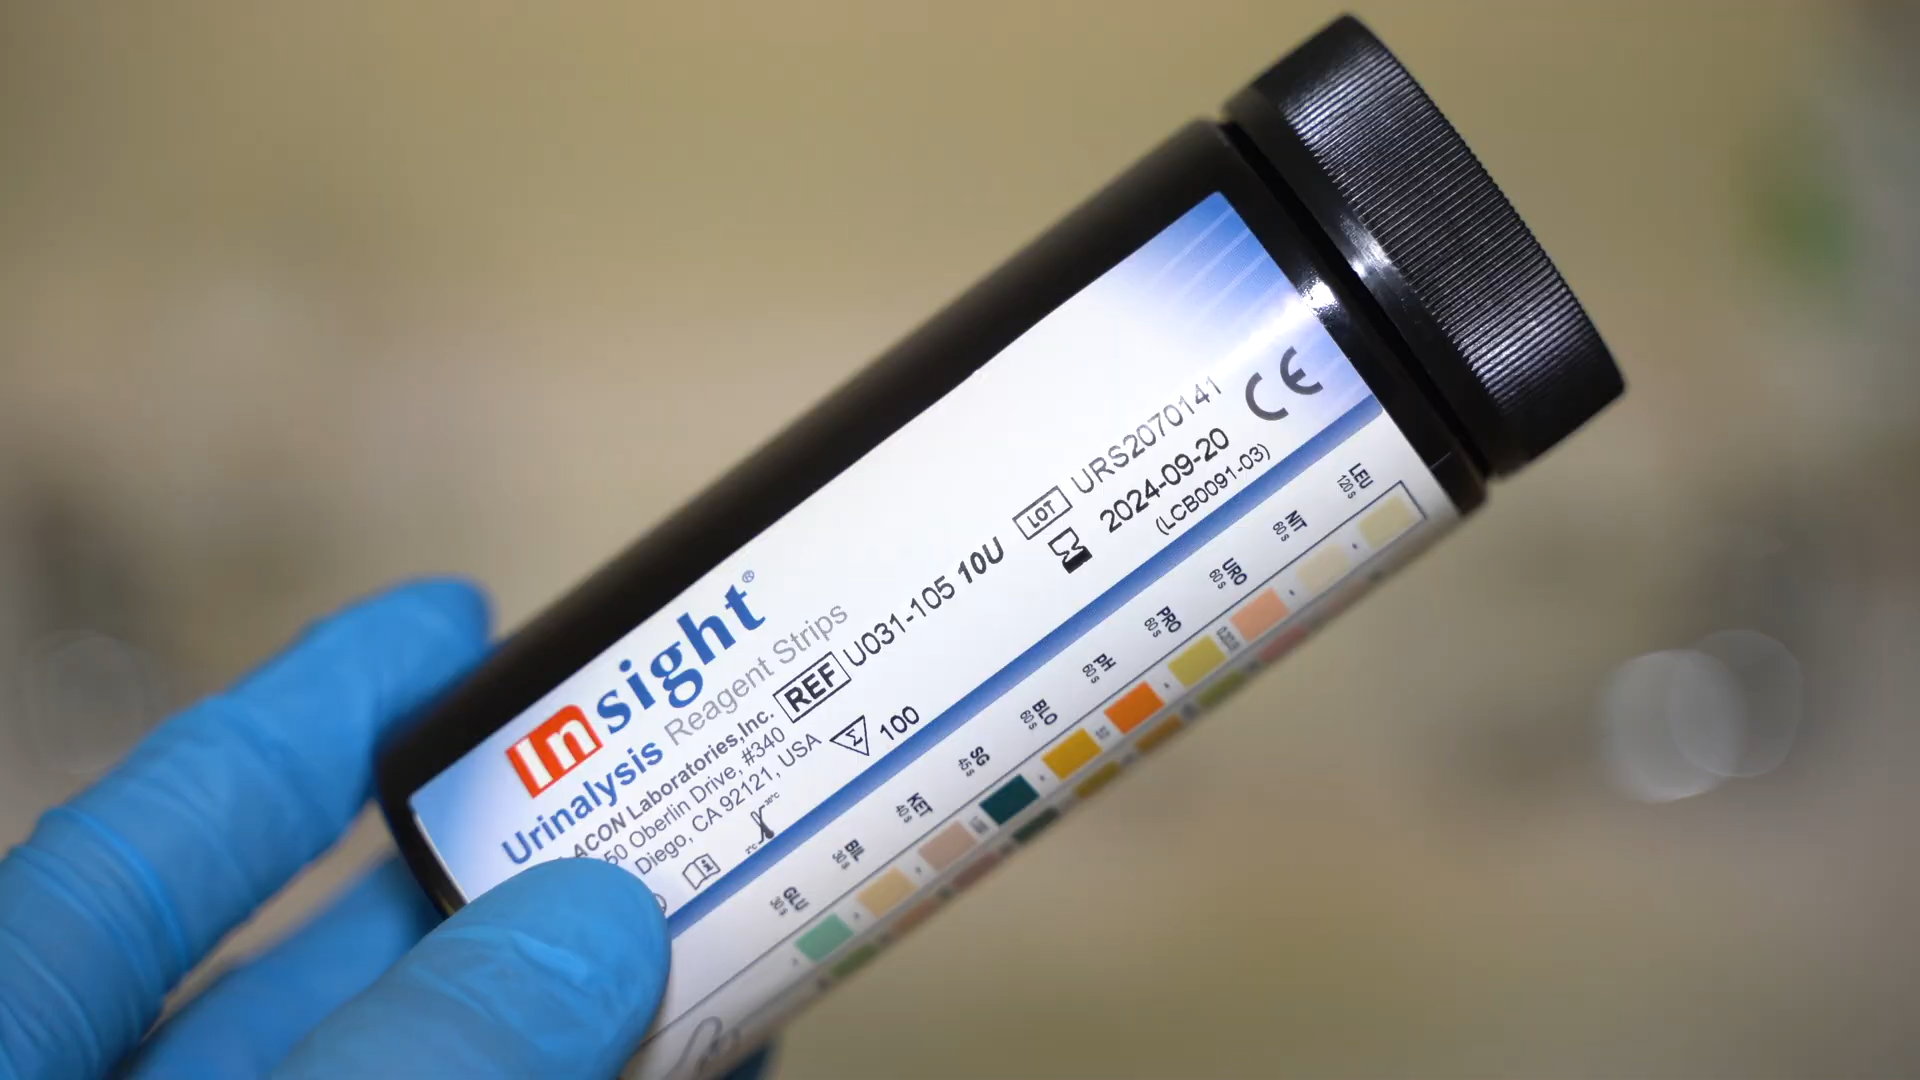 Insight®
Urinalysis Reagent Strips
ACON Laboratories,Inc.
50 Oberlin Drive, #340
Diego, CA 92121, USA
REF U031-105 10U
Σ 100
2°C 30°C
LOT URS2070141
2024-09-20
(LCB0091-03)
CE
LEU
120 s
NIT
60 s
URO
60 s
PRO
60 s
pH
60 s
BLO
60 s
SG
45 s
KET
40 s
BIL
30 s
GLU
30 s